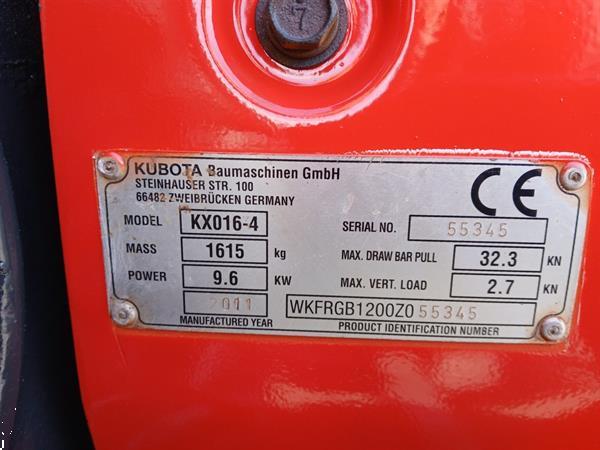 7
KUBOTA Baumaschinen GmbH
STEINHAUSER STR. 100
66482 ZWEIBRÜCKEN GERMANY
MODEL KX016-4
SERIAL NO. 55345
MASS 1615 kg
MAX. DRAW BAR PULL 32.3 KN
POWER 9.6 KW
MAX. VERT. LOAD 2.7 KN
2011
WKFRGB1200Z055345
MANUFACTURED YEAR
PRODUCT IDENTIFICATION NUMBER
CE